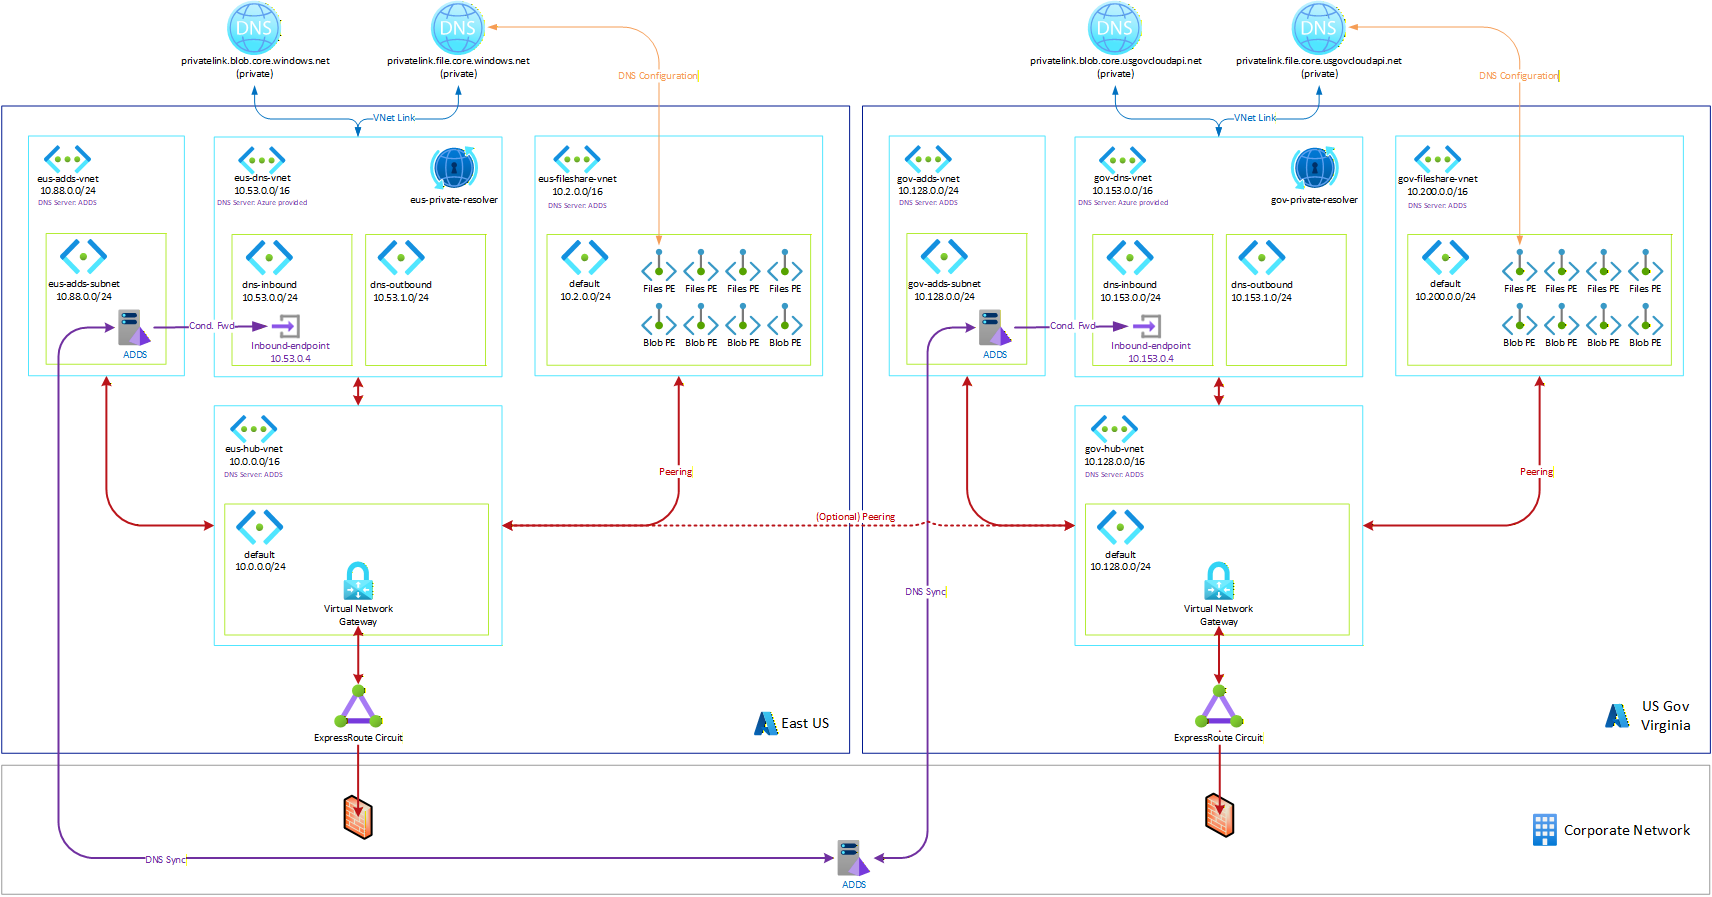 DNS
privatelink.blob.core.windows.net
(private)
DNS
privatelink.file.core.windows.net
(private)
DNS Configuration
VNet Link
DNS
privatelink.blob.core.usgovcloudapi.net
(private)
DNS
privatelink.file.core.usgovcloudapi.net
(private)
DNS Configuration
VNet Link
eus-adds-vnet
10.88.0.0/24
DNS Server: ADDS
eus-adds-subnet
10.88.0.0/24
ADDS
Cond. Fwd
eus-dns-vnet
10.53.0.0/16
DNS Server: Azure provided
eus-private-resolver
dns-inbound
10.53.0.0/24
Inbound-endpoint
10.53.0.4
dns-outbound
10.53.1.0/24
eus-fileshare-vnet
10.2.0.0/16
DNS Server: ADDS
default
10.2.0.0/24
Files PE
Files PE
Files PE
Files PE
Blob PE
Blob PE
Blob PE
Blob PE
gov-adds-vnet
10.128.0.0/24
DNS Server: ADDS
gov-adds-subnet
10.128.0.0/24
ADDS
Cond. Fwd
gov-dns-vnet
10.153.0.0/16
DNS Server: Azure provided
gov-private-resolver
dns-inbound
10.153.0.0/24
Inbound-endpoint
10.153.0.4
dns-outbound
10.153.1.0/24
gov-fileshare-vnet
10.200.0.0/16
DNS Server: ADDS
default
10.200.0.0/24
Files PE
Files PE
Files PE
Files PE
Blob PE
Blob PE
Blob PE
Blob PE
eus-hub-vnet
10.0.0.0/16
DNS Server: ADDS
Peering
default
10.0.0.0/24
Virtual Network
Gateway
ExpressRoute Circuit
East US
(Optional) Peering
gov-hub-vnet
10.128.0.0/16
DNS Server: ADDS
Peering
default
10.128.0.0/24
Virtual Network
Gateway
DNS Sync
ExpressRoute Circuit
US Gov
Virginia
Corporate Network
DNS Sync
ADDS